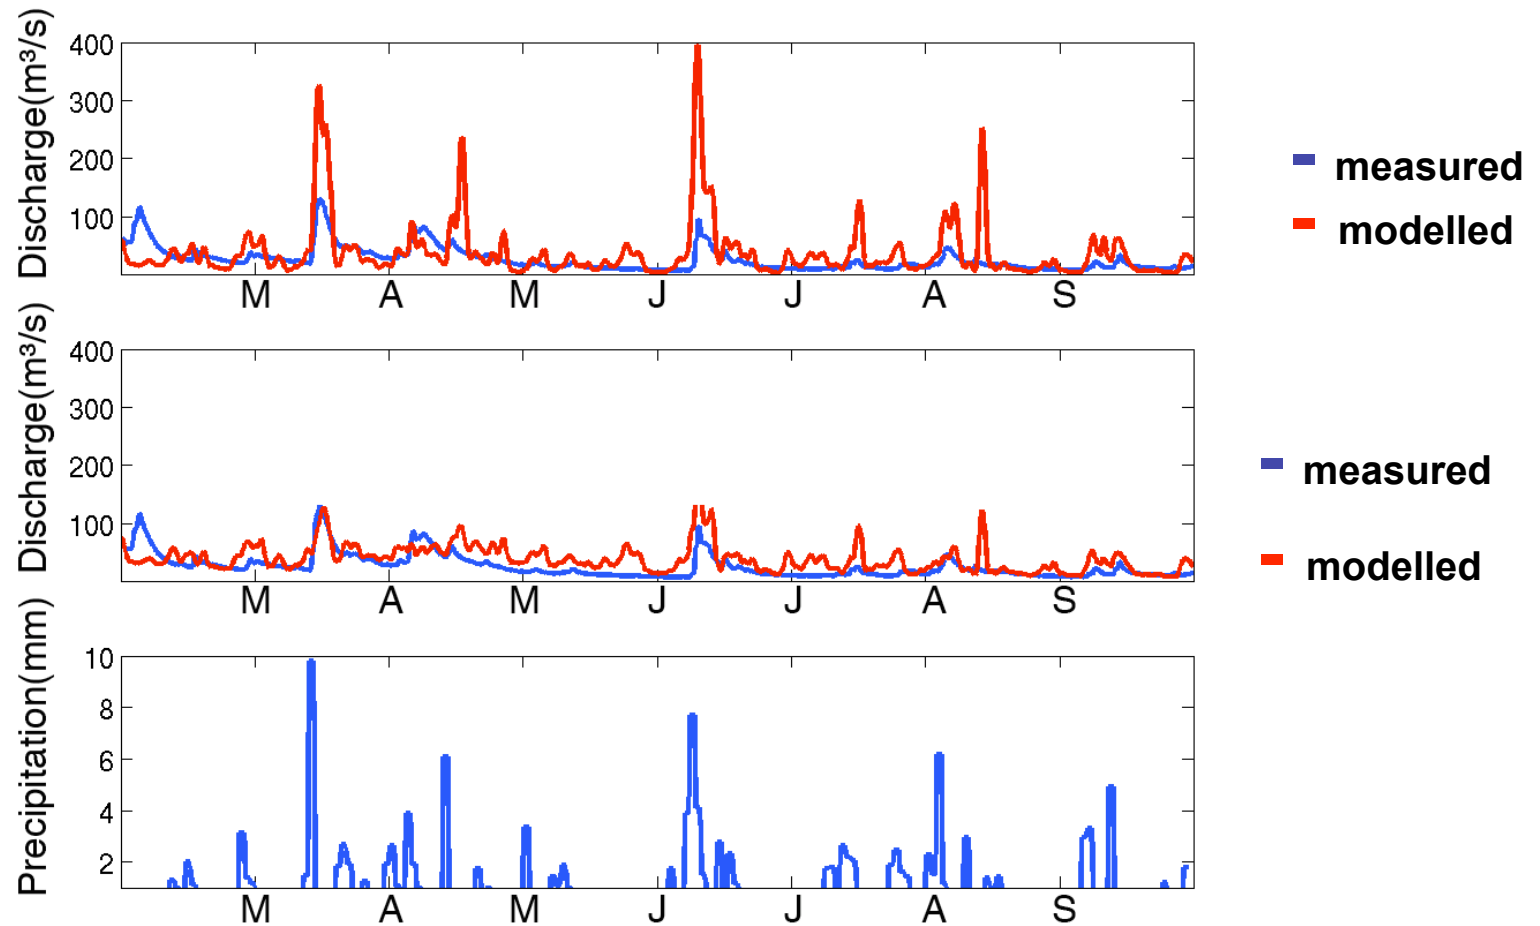 Discharge(m³/s)
400
300
200
100
M A M J J A S
measured
modelled
Discharge(m³/s)
400
300
200
100
M A M J J A S
measured
modelled
Precipitation(mm)
10
8
6
4
2
M A M J J A S